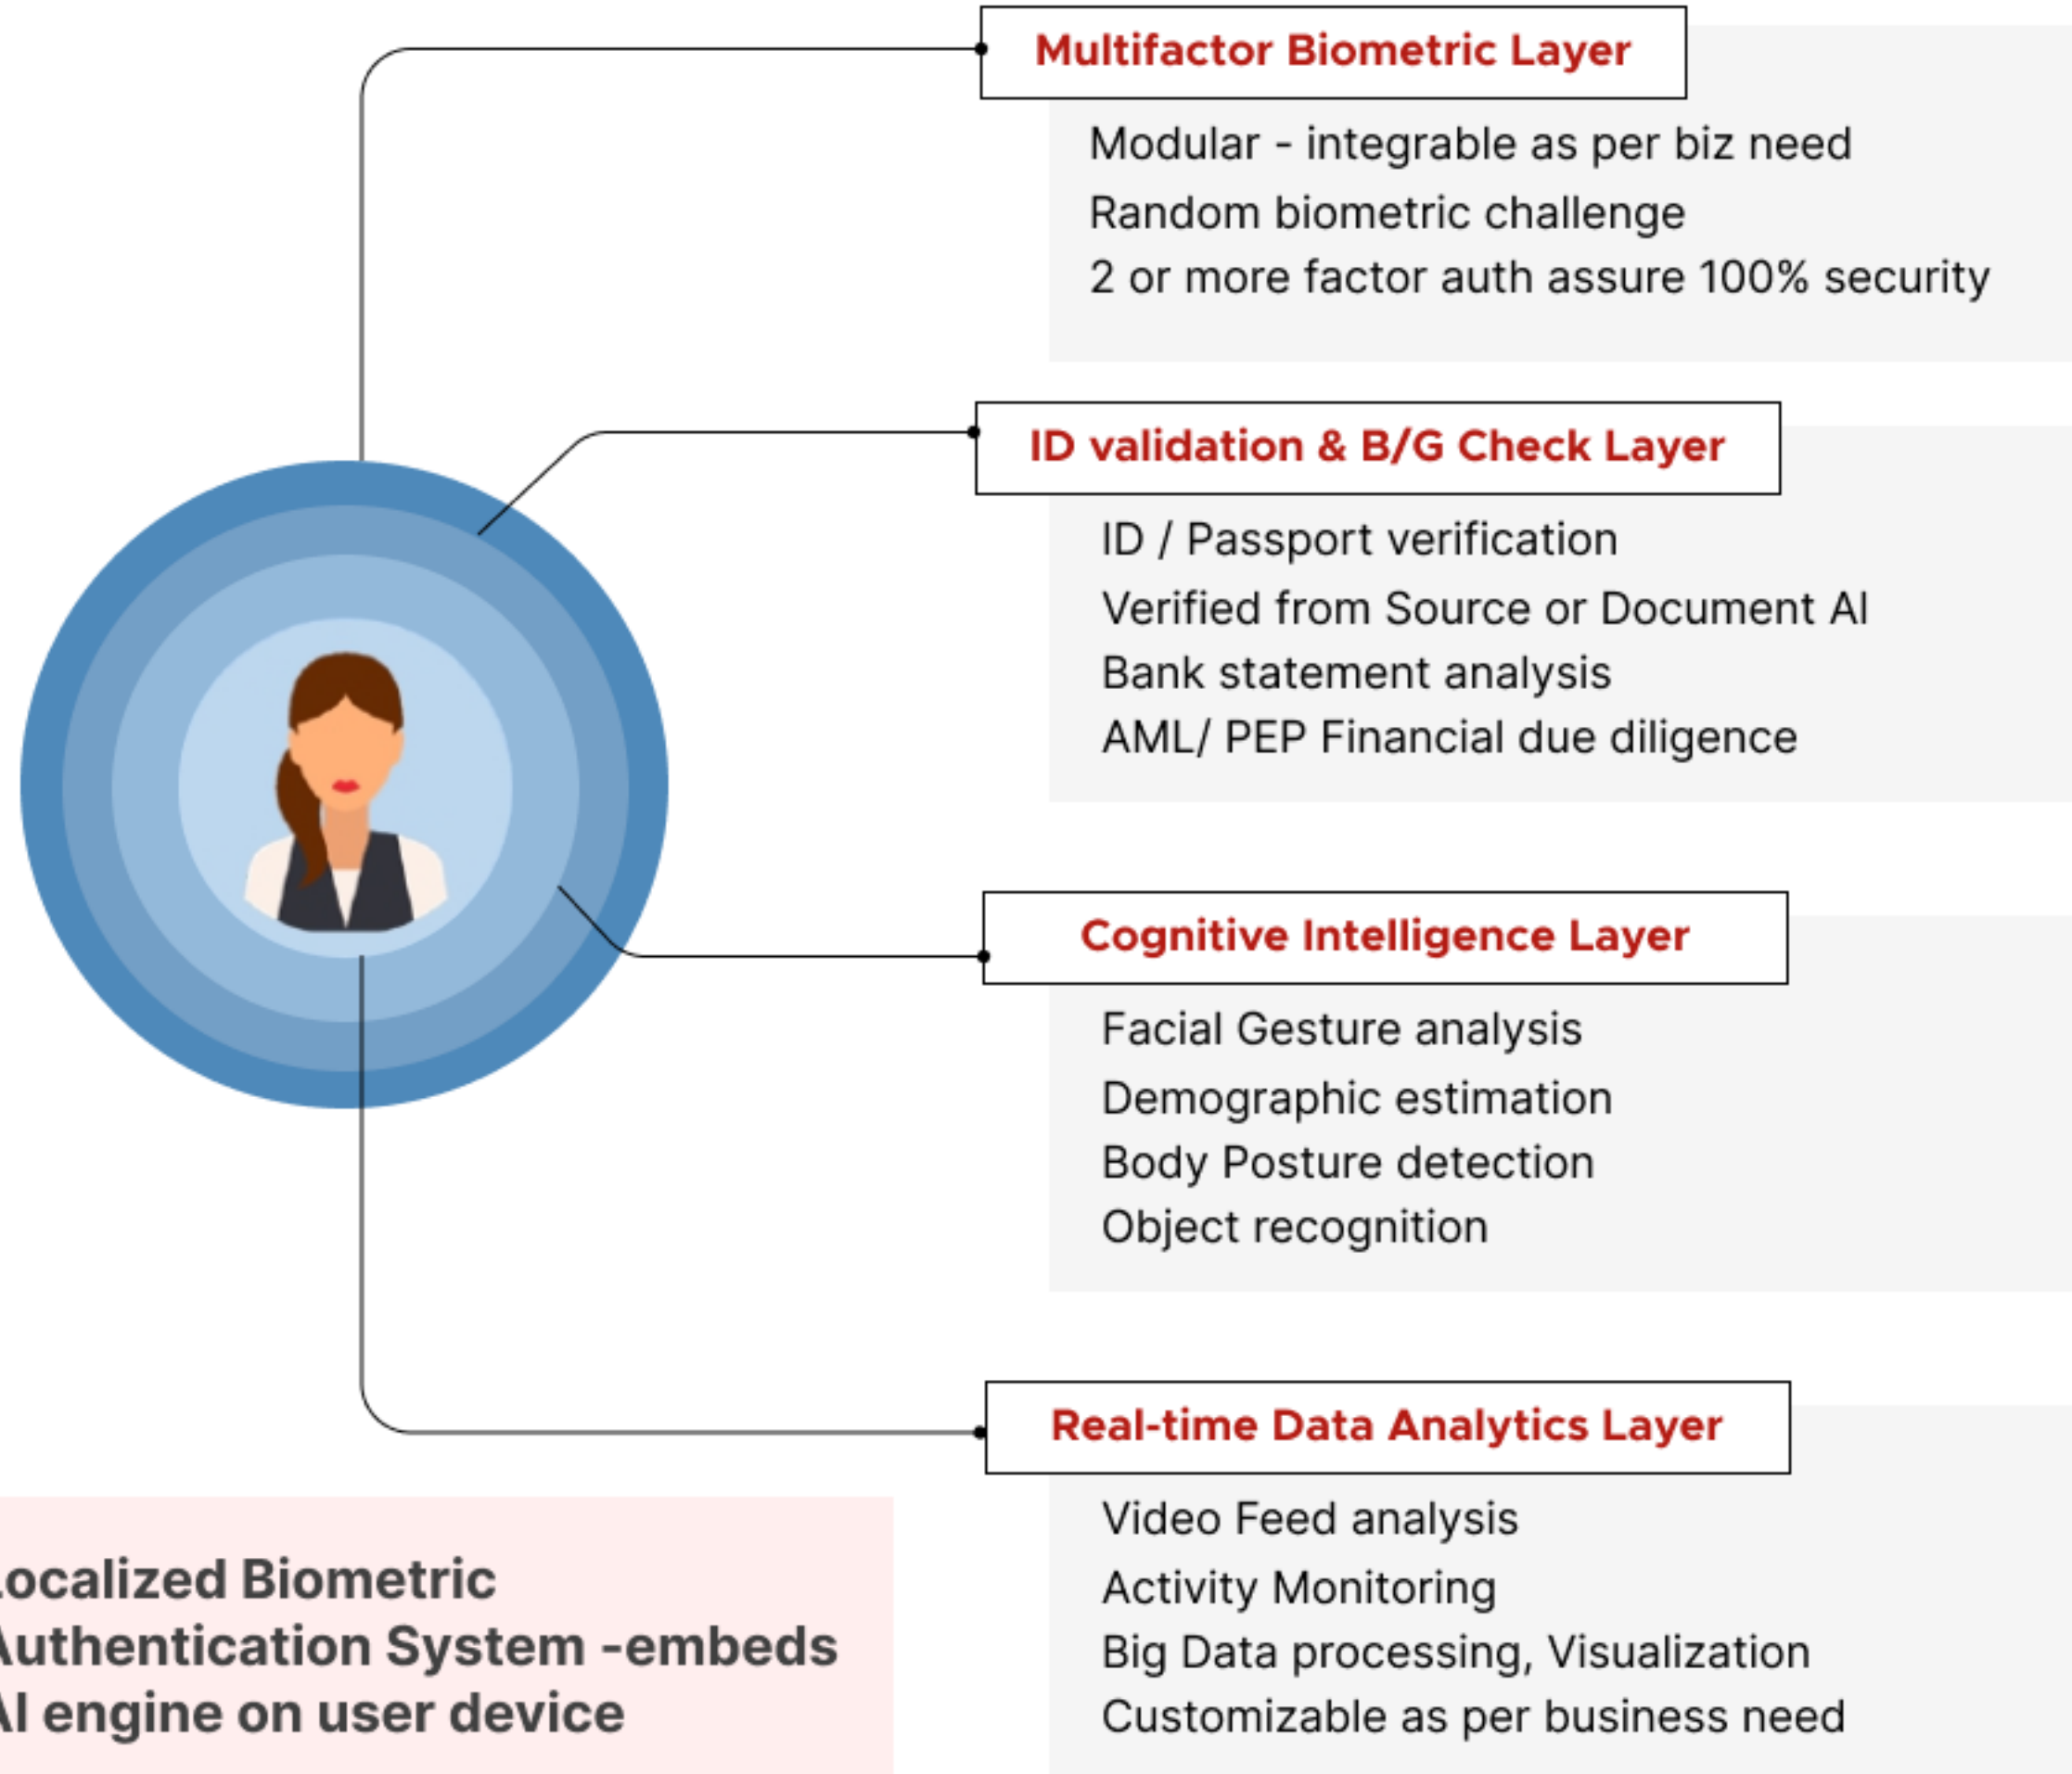 Multifactor Biometric Layer
Modular - integrable as per biz need
Random biometric challenge
2 or more factor auth assure 100% security
ID validation & B/G Check Layer
ID / Passport verification
Verified from Source or Document AI
Bank statement analysis
AML/ PEP Financial due diligence
Cognitive Intelligence Layer
Facial Gesture analysis
Demographic estimation
Body Posture detection
Object recognition
Real-time Data Analytics Layer
Video Feed analysis
Activity Monitoring
Big Data processing, Visualization
Customizable as per business need
Localized Biometric
Authentication System -embeds
AI engine on user device